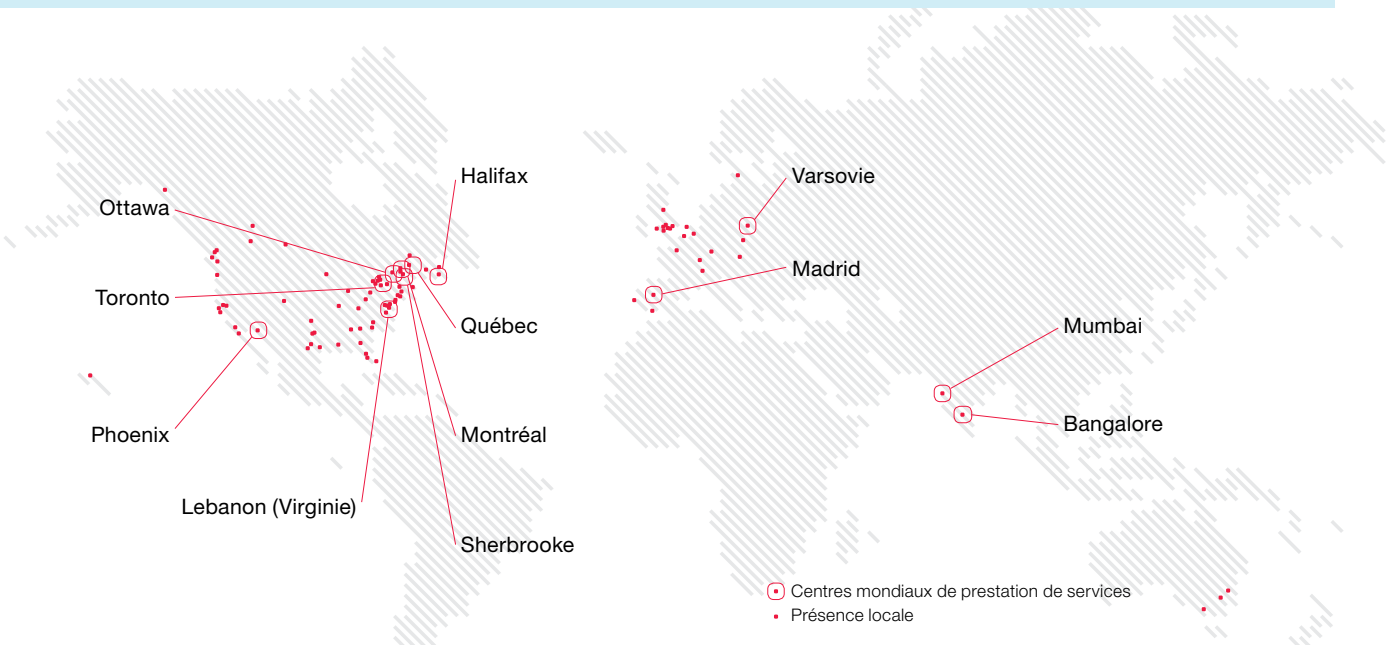 Halifax
Varsovie
Ottawa
Madrid
Toronto
Québec
Mumbai
Phoenix
Montréal
Bangalore
Lebanon (Virginie)
Sherbrooke
Centres mondiaux de prestation de services
Présence locale